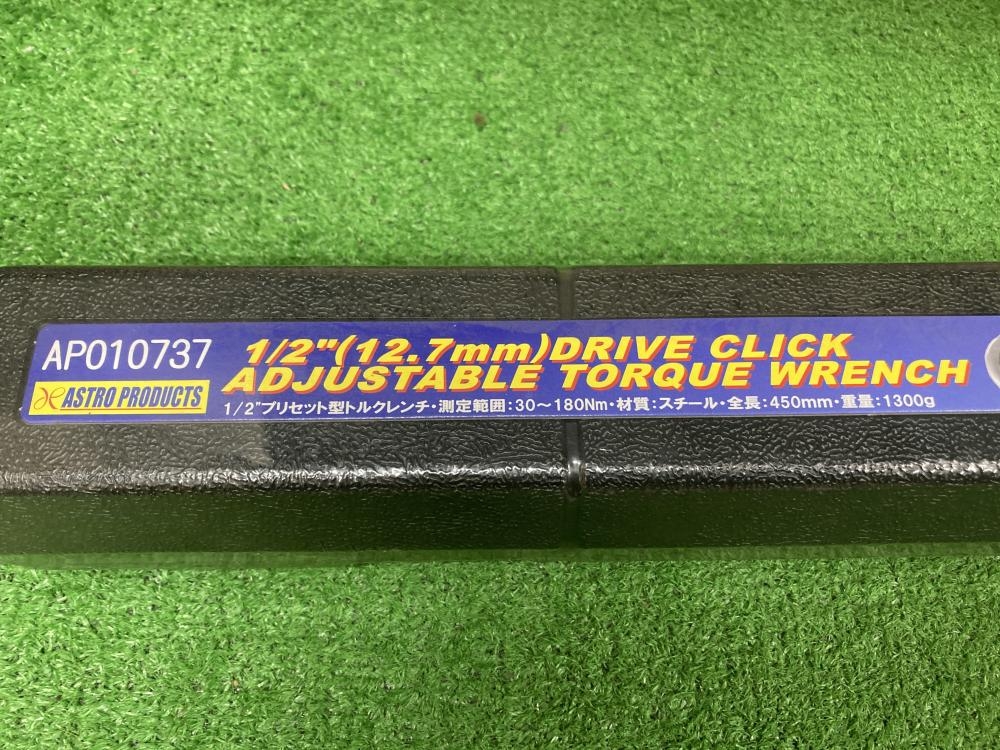 AP010737
ASTRO PRODUCTS
1/2"(12.7mm)DRIVE CLICK
ADJUSTABLE TORQUE WRENCH
1/2"プリセット型トルクレンチ・測定範囲:30～180Nm・材質:スチール・全長:450mm・重量:1300g